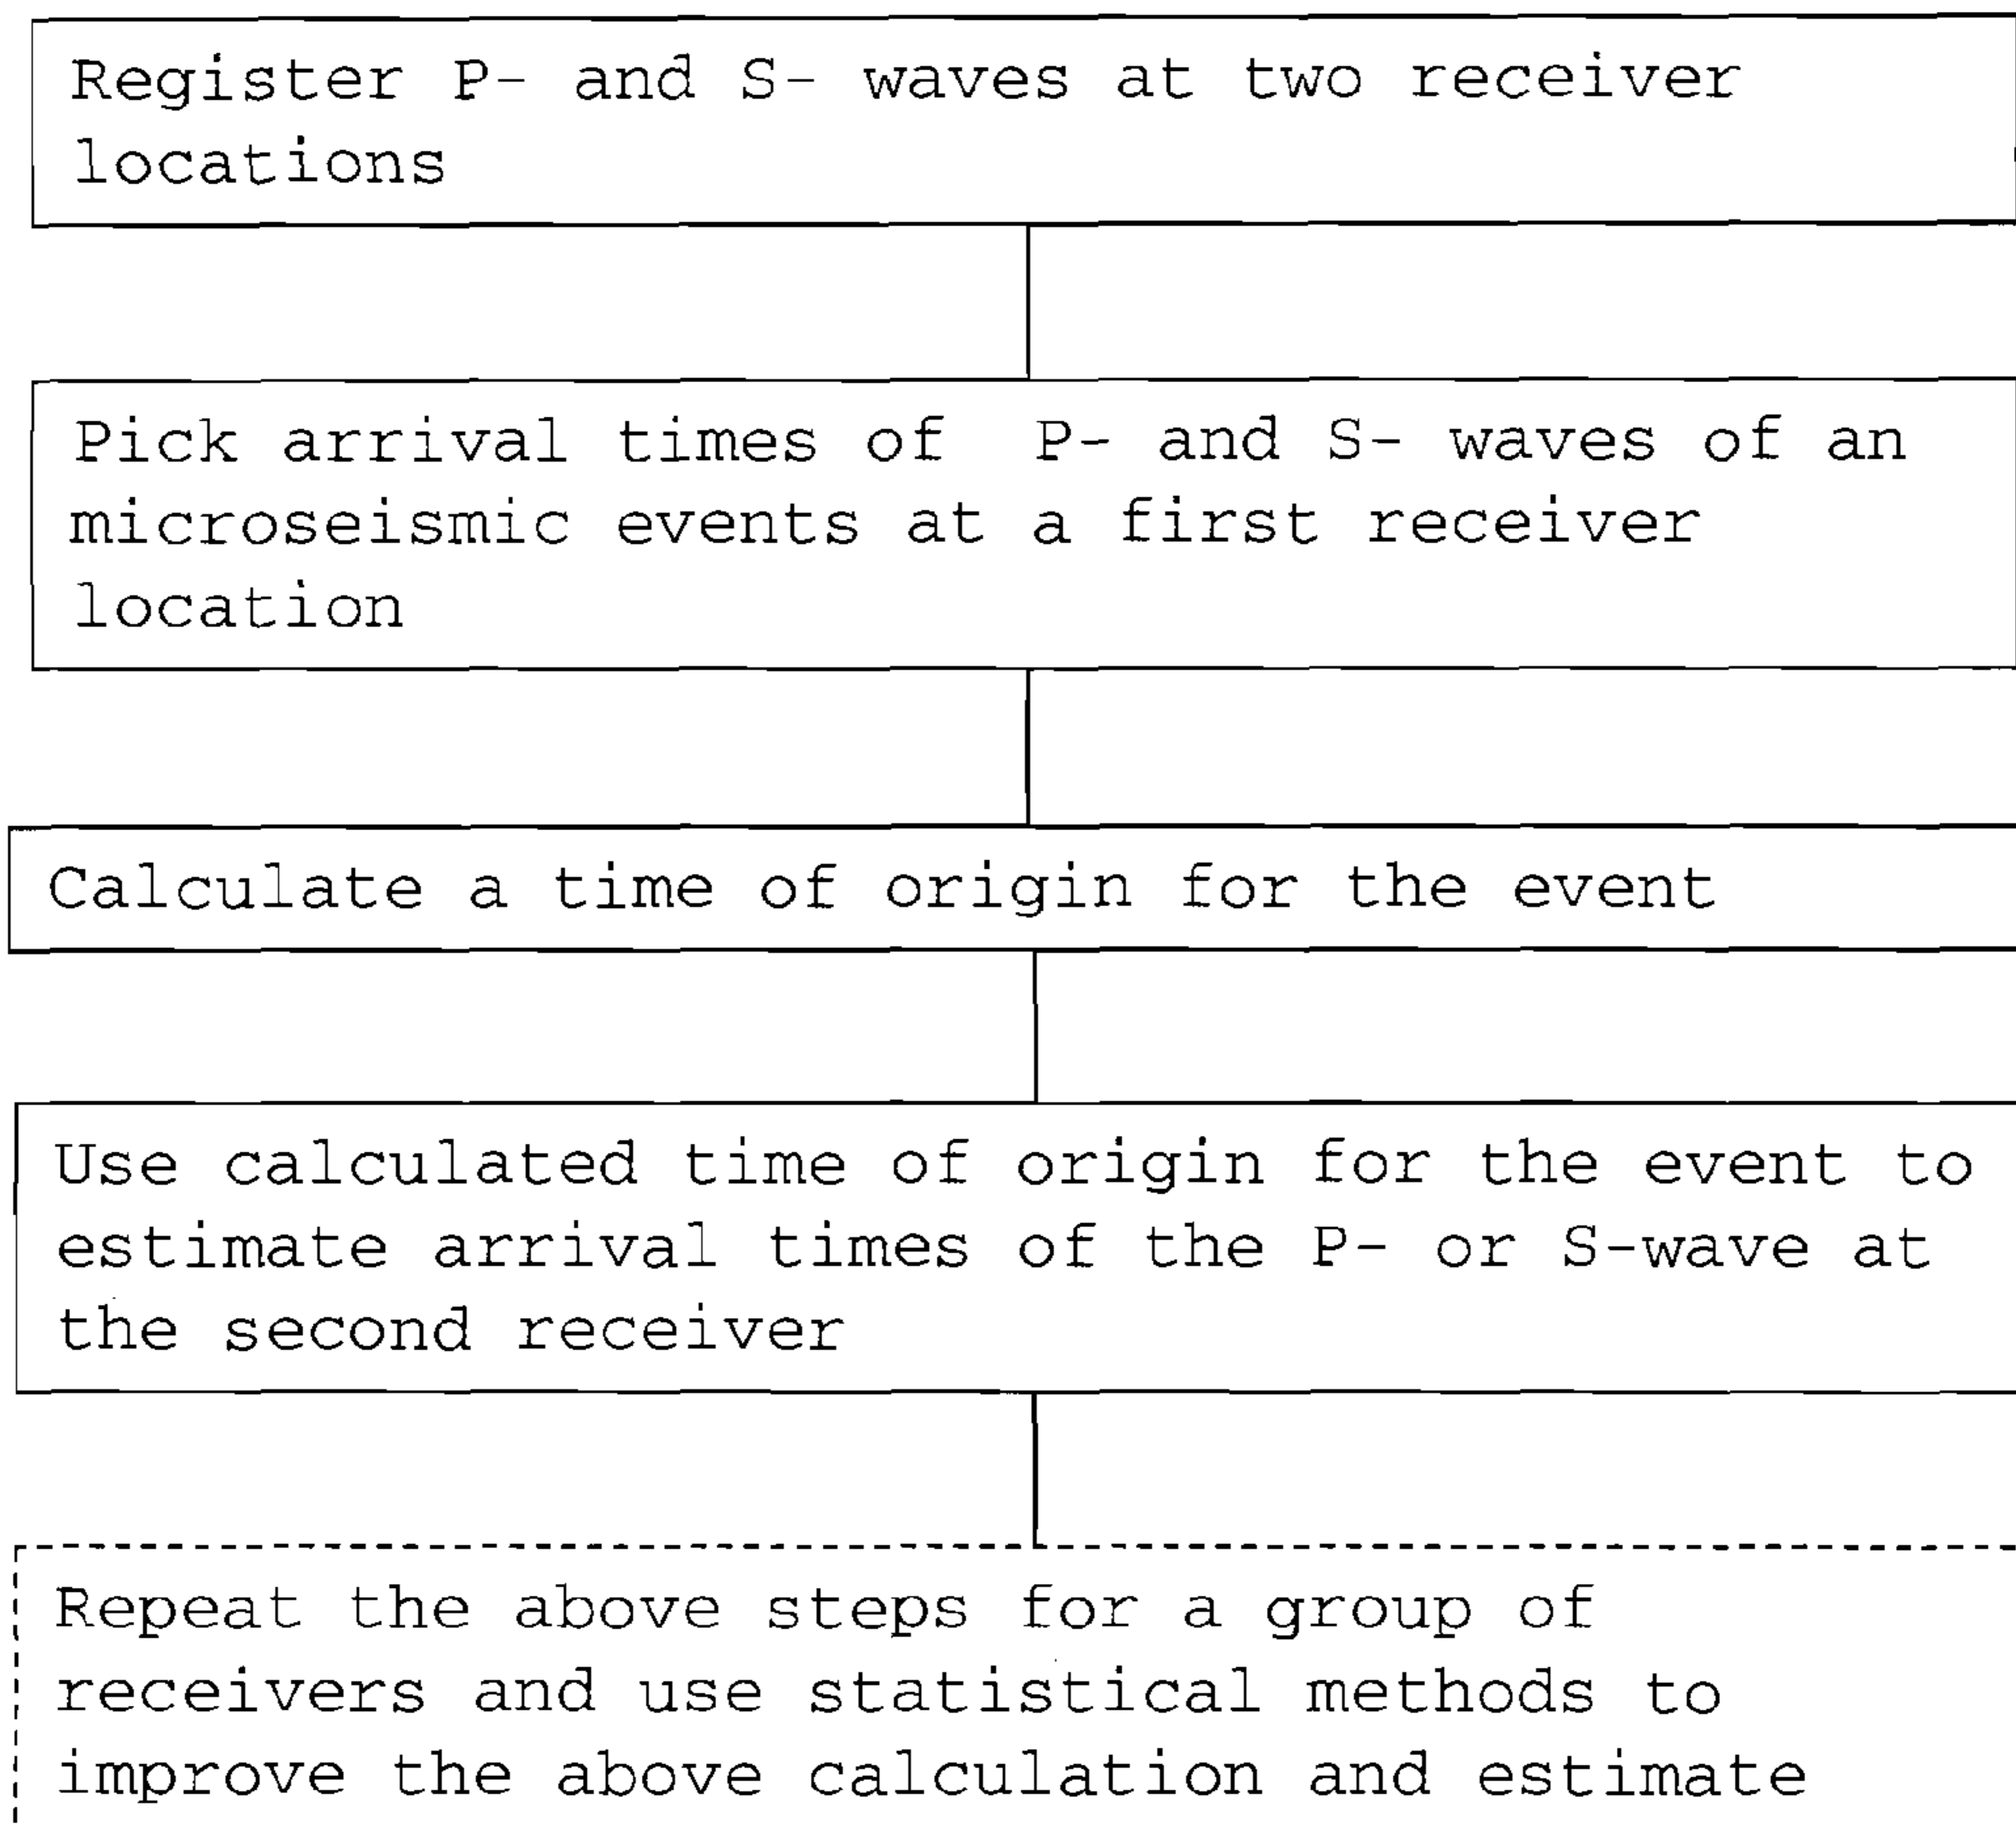 Register P- and S- waves at two receiver
locations
Pick arrival times of P- and S- waves of an
microseismic events at a first receiver
location
Calculate a time of origin for the event
Use calculated time of origin for the event to
estimate arrival times of the P- or S-wave at
the second receiver
Repeat the above steps for a group of
receivers and use statistical methods to
improve the above calculation and estimate